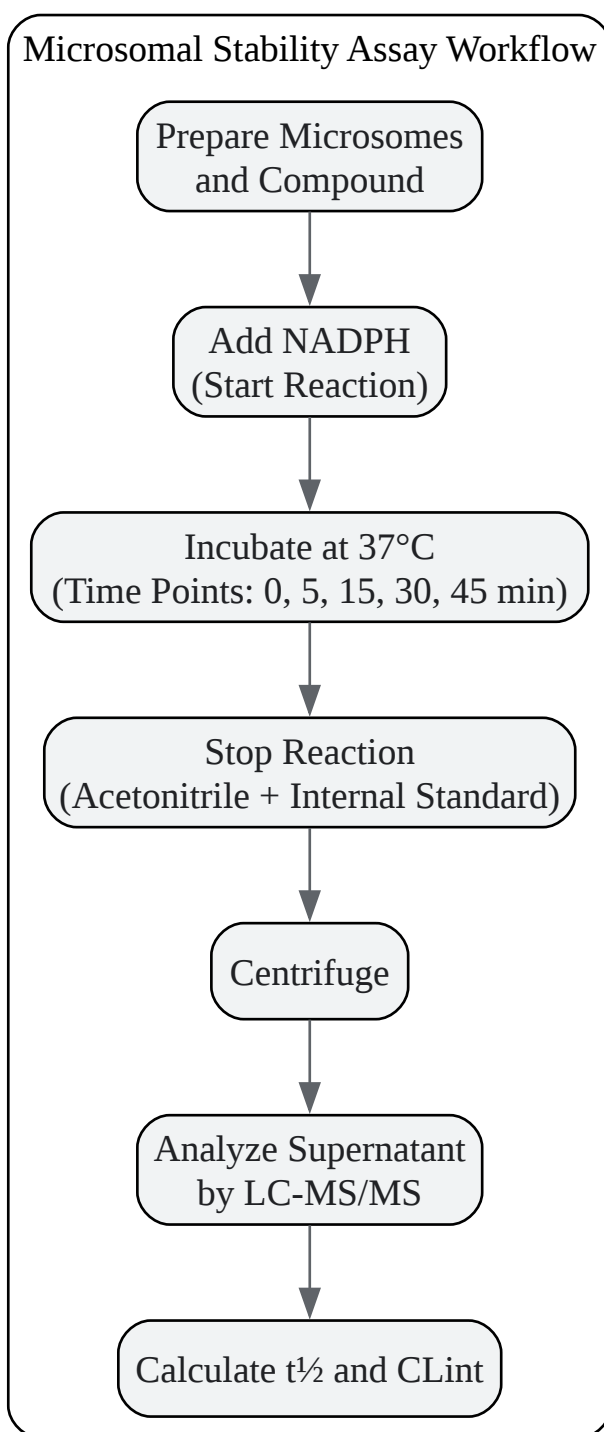 Microsomal Stability Assay Workflow
Prepare Microsomes
and Compound
Add NADPH
(Start Reaction)
Incubate at 37°C
(Time Points: 0, 5, 15, 30, 45 min)
Stop Reaction
(Acetonitrile + Internal Standard)
Centrifuge
Analyze Supernatant
by LC-MS/MS
Calculate t½ and CLint